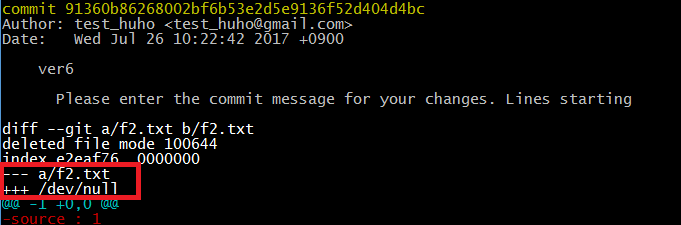 commit 91360b86268002bf6b53e2d5e9136f52d404d4bc
Author: test_huho <test_huho@gmail.com>
Date:   Wed Jul 26 10:22:42 2017 +0900
ver6
Please enter the commit message for your changes. Lines starting
diff --git a/f2.txt b/f2.txt
deleted file mode 100644
index e2eaf76..0000000
--- a/f2.txt
+++ /dev/null
@@ -1 +0,0 @@
-source : 1